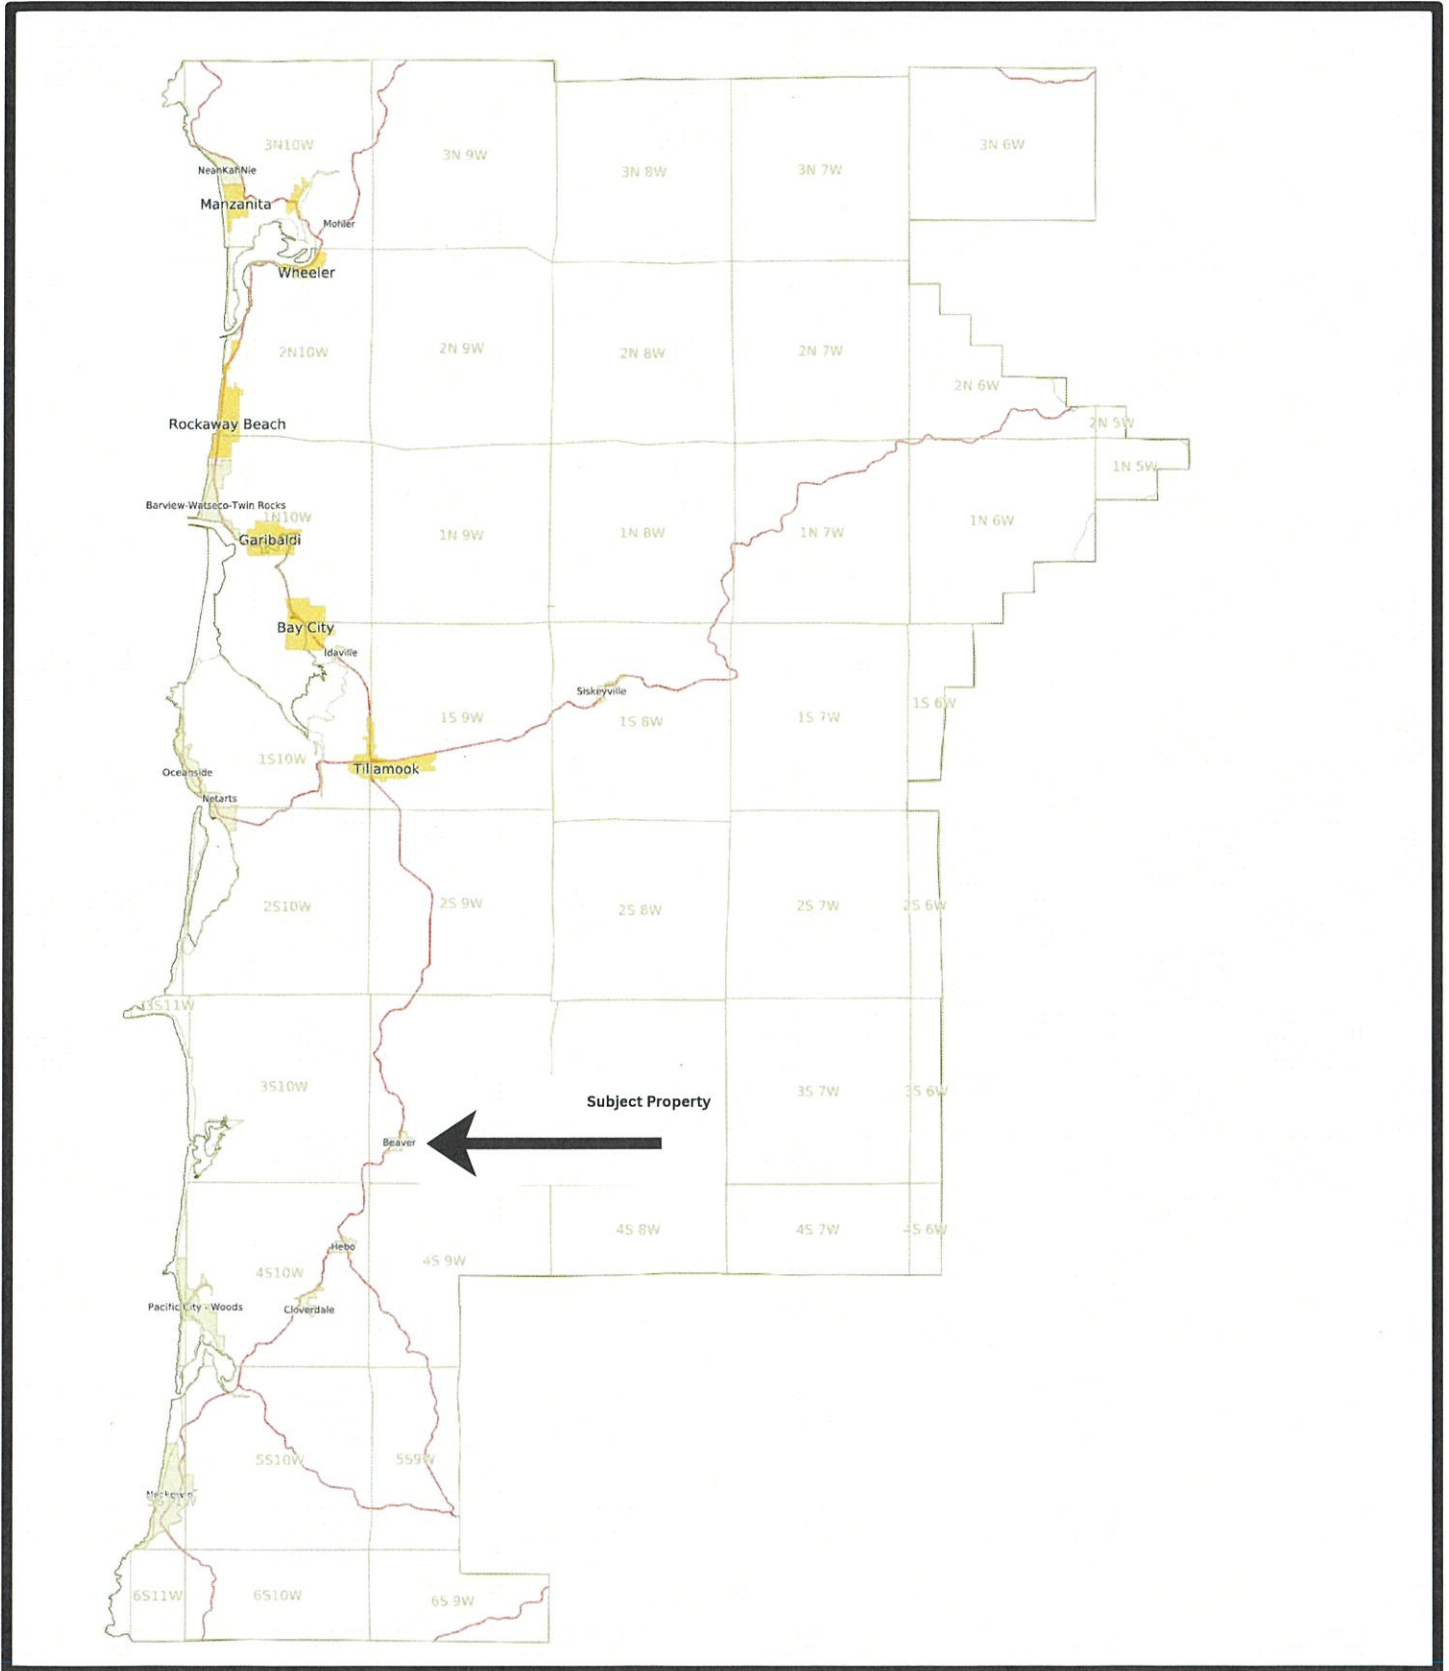 3N10W
3N 9W
3N 8W
3N 7W
3N 6W
NeahKahNie
Manzanita
Mohler
Wheeler
2N10W
2N 9W
2N 8W
2N 7W
2N 6W
2N 5W
Rockaway Beach
1N 5W
Barview-Watseco-Twin Rocks
1N10W
Garibaldi
1N 9W
1N 8W
1N 7W
1N 6W
Bay City
Idaville
Siskeyville
1S 9W
1S 8W
1S 7W
1S 6W
1S10W
Tillamook
Oceanside
Netarts
2S10W
2S 9W
2S 8W
2S 7W
2S 6W
3S11W
3S10W
3S 7W
3S 6W
Subject Property
Beaver
4S 8W
4S 7W
4S 6W
Hebo
4S10W
4S 9W
Pacific City - Woods
Cloverdale
5S10W
5S9W
Neskowin
6S11W
6S10W
6S 9W